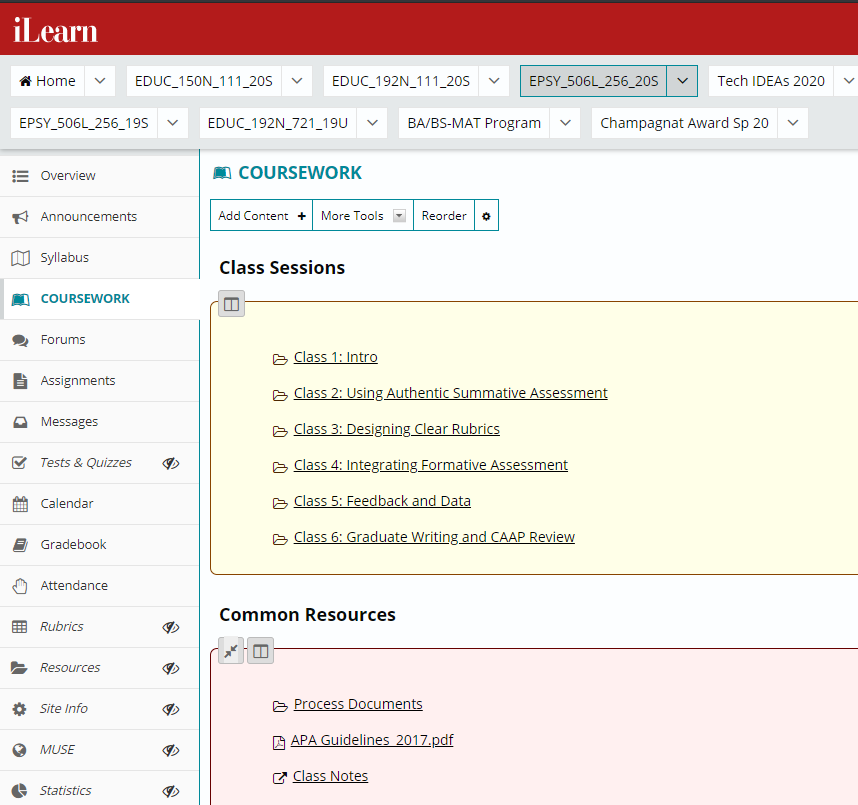 iLearn
Home EDUC_150N_111_20S EDUC_192N_111_20S EPSY_506L_256_20S Tech IDEAs 2020
EPSY_506L_256_19S EDUC_192N_721_19U BA/BS-MAT Program Champagnat Award Sp 20
Overview
Announcements
Syllabus
COURSEWORK
Forums
Assignments
Messages
Tests & Quizzes
Calendar
Gradebook
Attendance
Rubrics
Resources
Site Info
MUSE
Statistics
COURSEWORK
Add Content + More Tools Reorder
Class Sessions
Class 1: Intro
Class 2: Using Authentic Summative Assessment
Class 3: Designing Clear Rubrics
Class 4: Integrating Formative Assessment
Class 5: Feedback and Data
Class 6: Graduate Writing and CAAP Review
Common Resources
Process Documents
APA Guidelines_2017.pdf
Class Notes